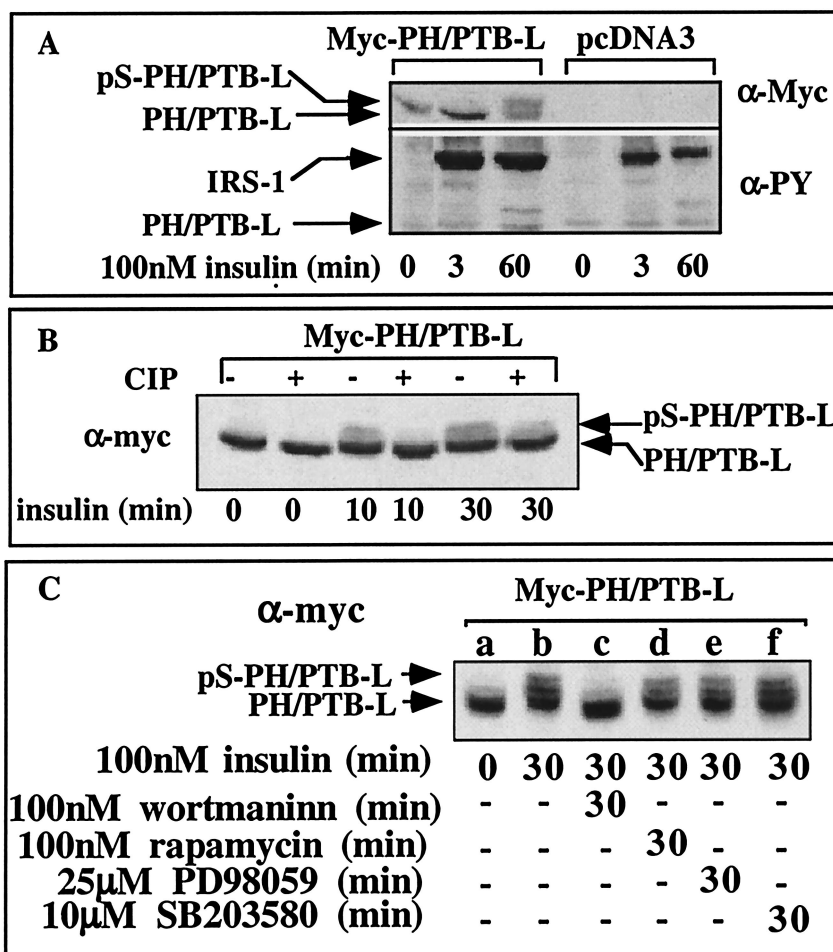 A
Myc-PH/PTB-L pcDNA3
pS-PH/PTB-L
PH/PTB-L
α-Myc
IRS-1
α-PY
PH/PTB-L
100nM insulin (min) 0 3 60 0 3 60
B
Myc-PH/PTB-L
CIP - + - + - +
α-myc
pS-PH/PTB-L
PH/PTB-L
insulin (min) 0 0 10 10 30 30
C
Myc-PH/PTB-L
α-myc
a b c d e f
pS-PH/PTB-L
PH/PTB-L
100nM insulin (min) 0 30 30 30 30 30
100nM wortmaninn (min) - - 30 - - -
100nM rapamycin (min) - - - 30 - -
25µM PD98059 (min) - - - - 30 -
10µM SB203580 (min) - - - - - 30